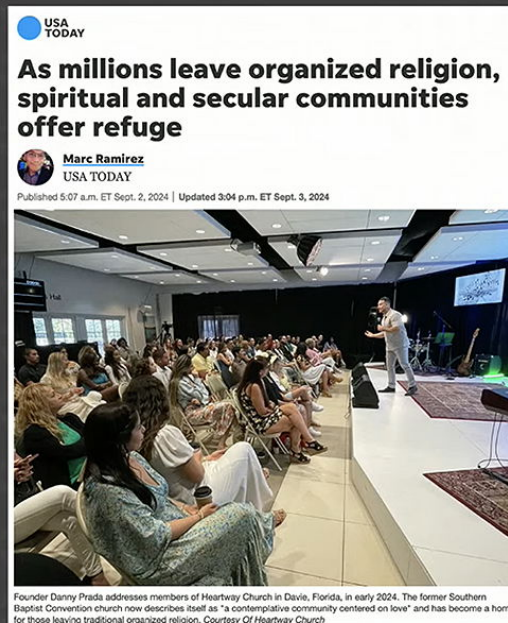 USA
TODAY
As millions leave organized religion,
spiritual and secular communities
offer refuge
Marc Ramirez
USA TODAY
Published 5:07 a.m. ET Sept. 2, 2024 | Updated 3:04 p.m. ET Sept. 3, 2024
Hall
Founder Danny Prada addresses members of Heartway Church in Davie, Florida, in early 2024. The former Southern
Baptist Convention church now describes itself as "a contemplative community centered on love" and has become a hom
for those leaving traditional organized religion. Courtesy Of Heartway Church